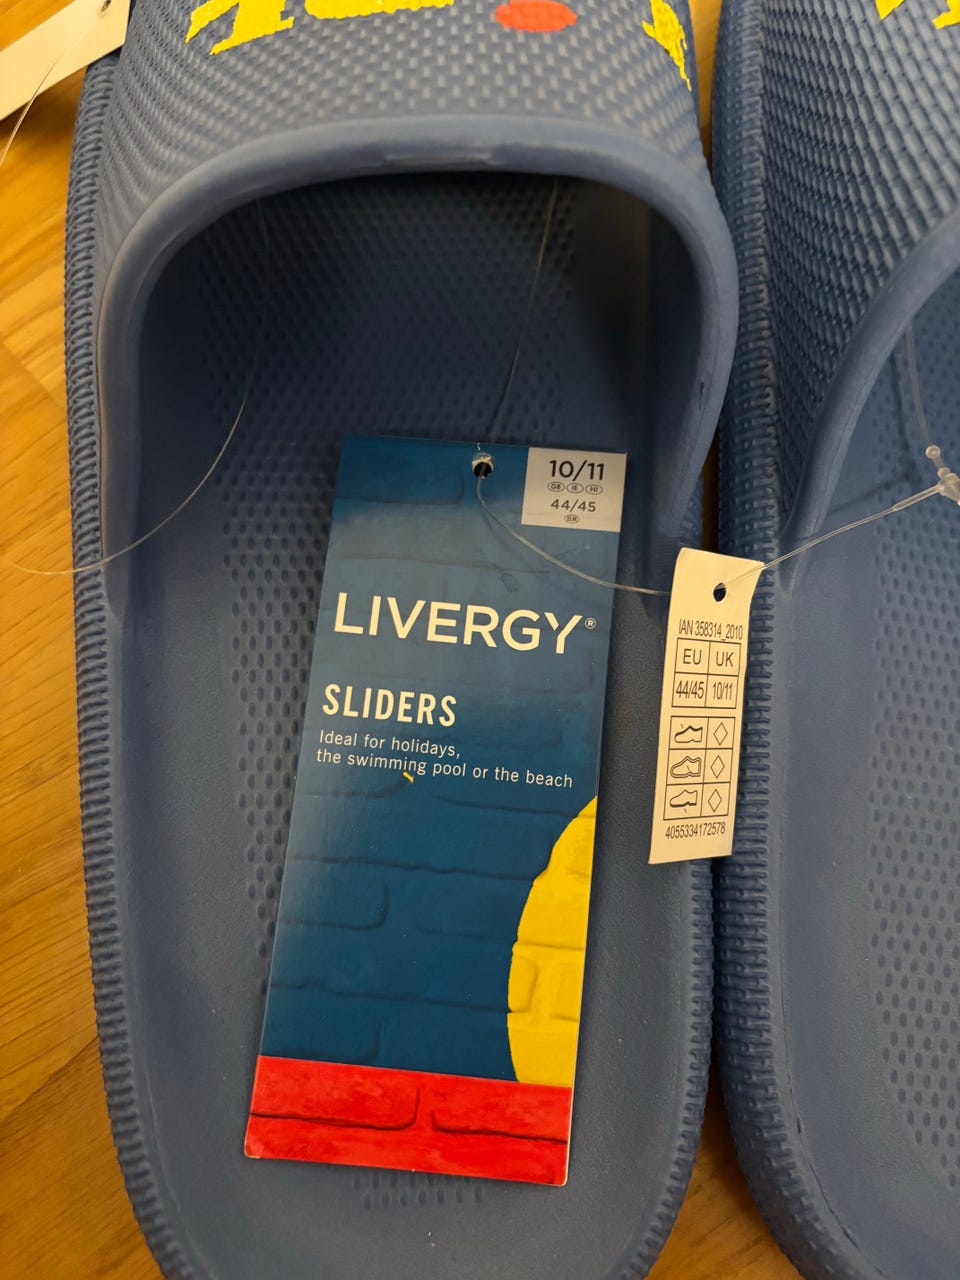 10/11
GB IE NI
44/45
EUR
LIVERGY®
SLIDERS
Ideal for holidays,
the swimming pool or the beach
IAN 358314_2010
EU UK
44/45 10/11
4055334172578